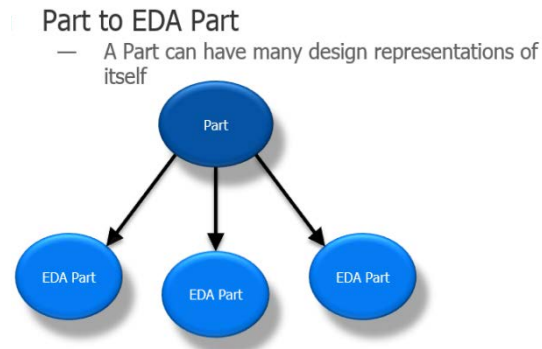 Part to EDA Part
— A Part can have many design representations of
itself
Part
EDA Part
EDA Part
EDA Part